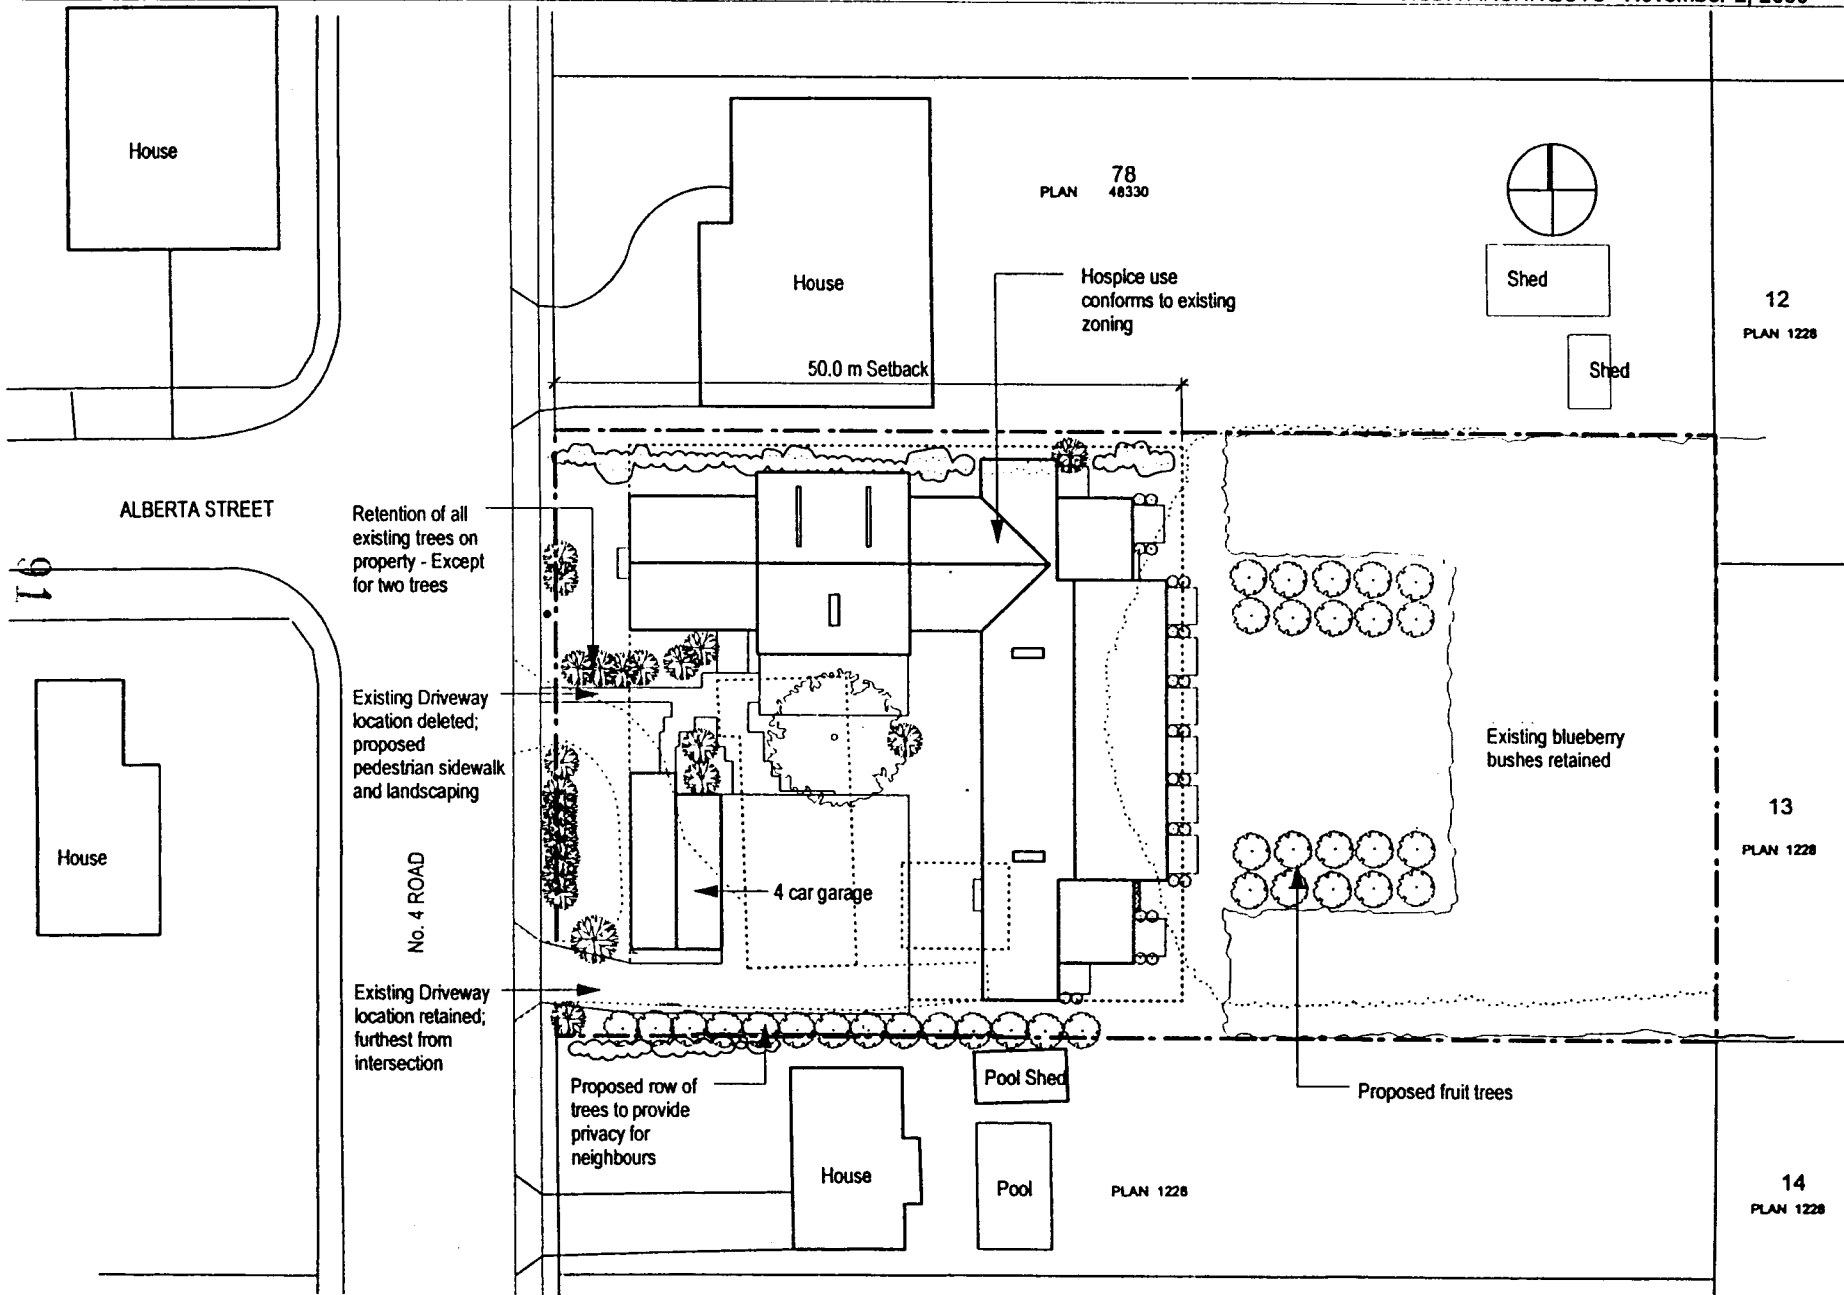 House
78
PLAN 48330
House
Hospice use
conforms to existing
zoning
Shed
12
PLAN 1228
Shed
50.0 m Setback
ALBERTA STREET
Retention of all
existing trees on
property - Except
for two trees
Existing Driveway
location deleted;
proposed
pedestrian sidewalk
and landscaping
Existing blueberry
bushes retained
13
PLAN 1228
House
No. 4 ROAD
4 car garage
Existing Driveway
location retained;
furthest from
intersection
Proposed row of
trees to provide
privacy for
neighbours
Pool Shed
Proposed fruit trees
House
Pool
PLAN 1228
14
PLAN 1228